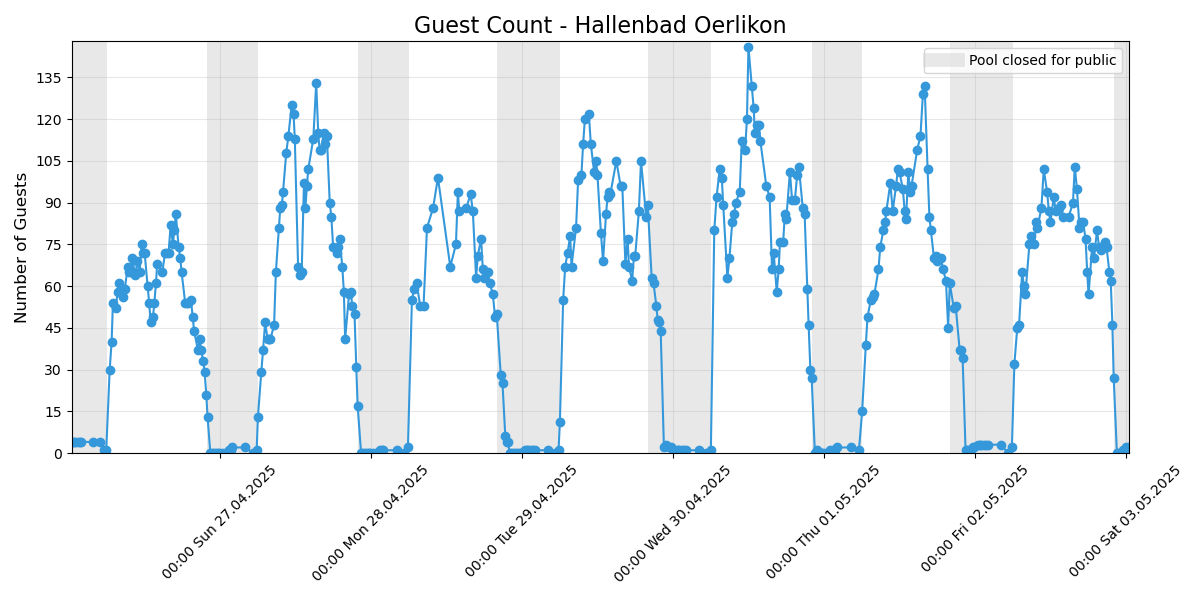 Guest Count - Hallenbad Oerlikon
Pool closed for public
Number of Guests
135
120
105
90
75
60
45
30
15
0
00:00 Sun 27.04.2025
00:00 Mon 28.04.2025
00:00 Tue 29.04.2025
00:00 Wed 30.04.2025
00:00 Thu 01.05.2025
00:00 Fri 02.05.2025
00:00 Sat 03.05.2025